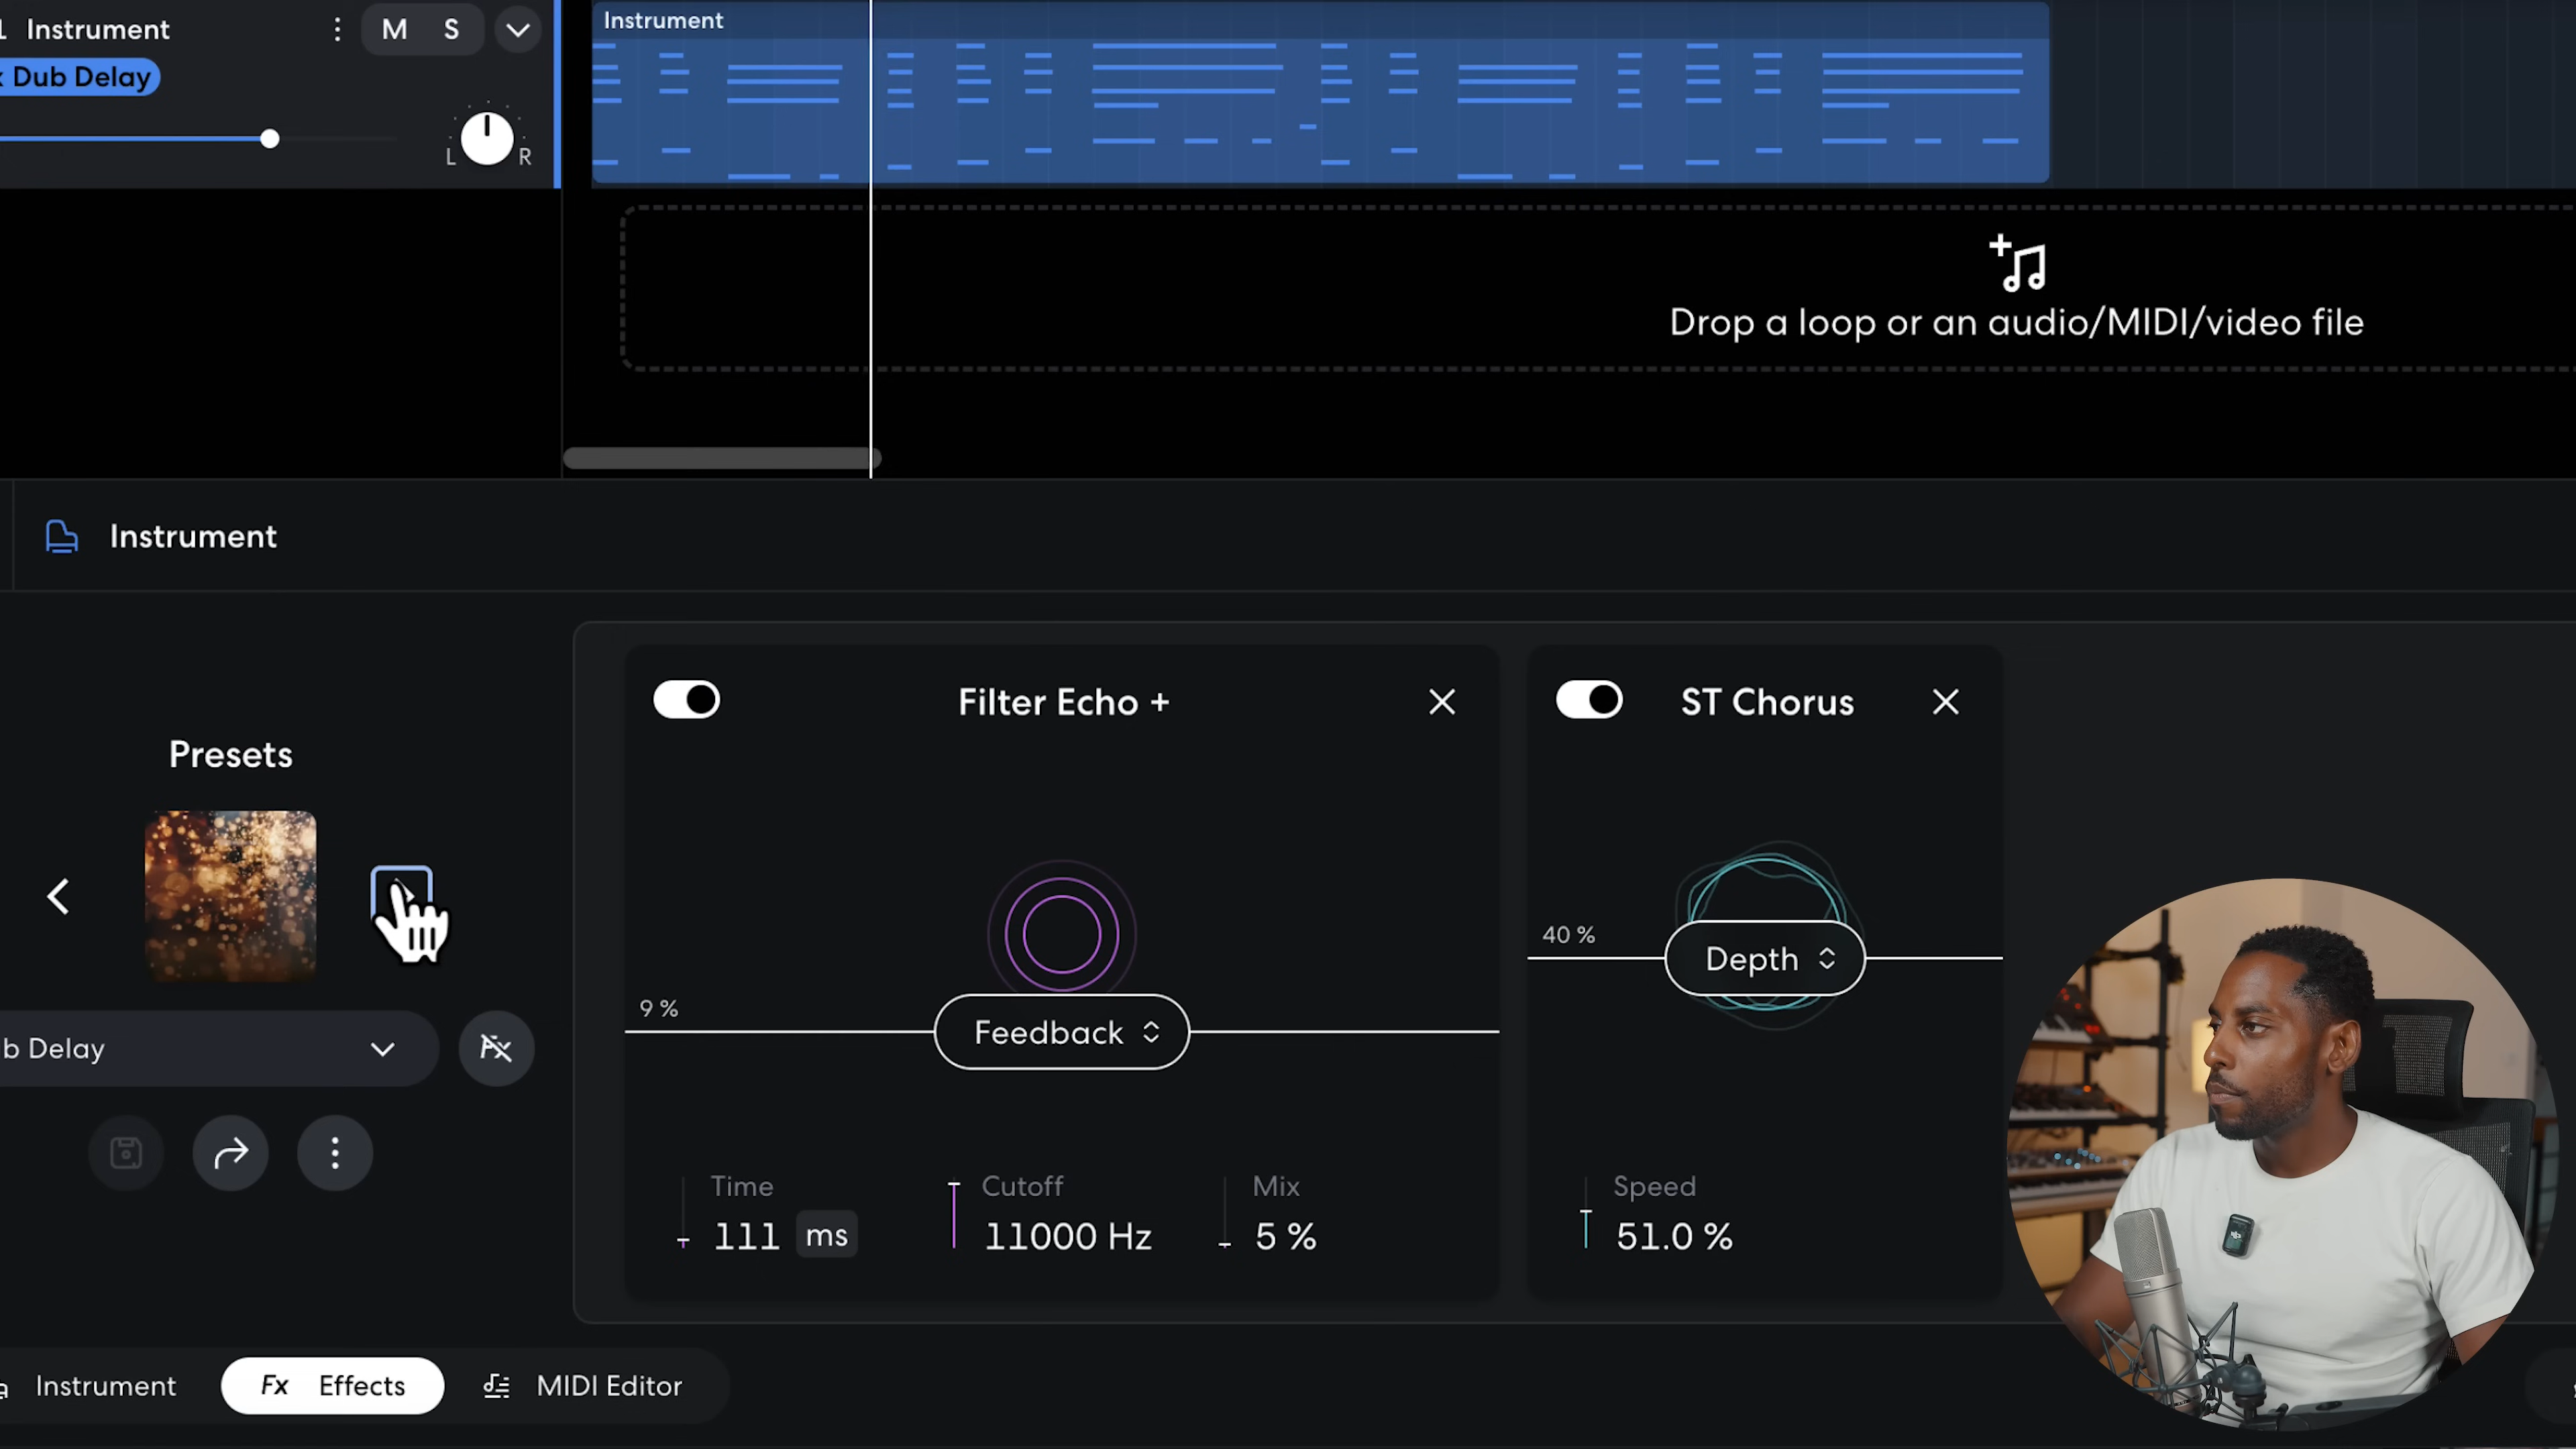 Instrument
M S
Dub Delay
L R
Instrument
Drop a loop or an audio/MIDI/video file
Instrument
Presets
b Delay
Fx
Filter Echo +
9 %
Feedback
Time
111 ms
Cutoff
11000 Hz
Mix
5 %
ST Chorus
40 %
Depth
Speed
51.0 %
Instrument
Fx Effects
MIDI Editor